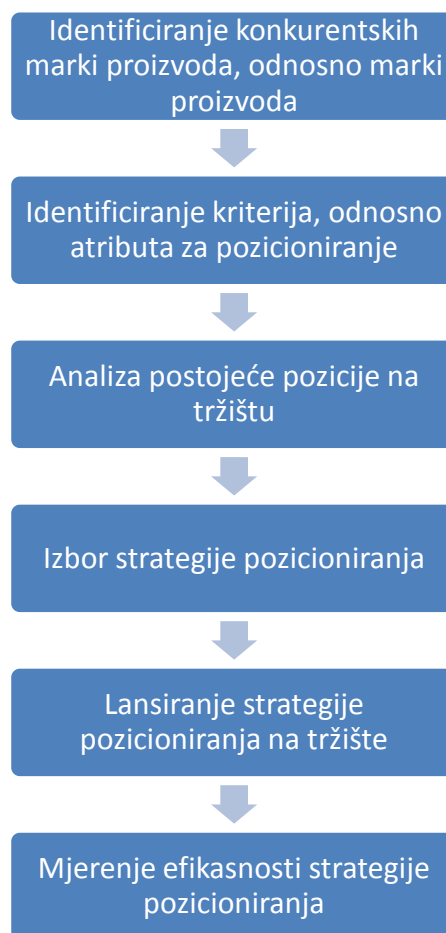 Identificiranje konkurentskih
marki proizvoda, odnosno marki
proizvoda
Identificiranje kriterija, odnosno
atributa za pozicioniranje
Analiza postojeće pozicije na
tržištu
Izbor strategije pozicioniranja
Lansiranje strategije
pozicioniranja na tržište
Mjerenje efikasnosti strategije
pozicioniranja